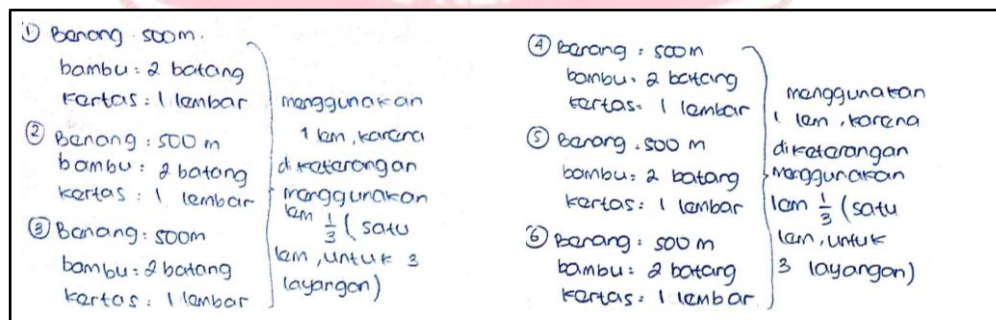 ① Benang : 500m.
bambu : 2 batang
kertas : 1 lembar
② Benang : 500 m
bambu : 2 batang
kertas : 1 lembar
③ Benang : 500m
bambu : 2 batang
kertas : 1 lembar
menggunakan
1 lem, karena
diketerangan
menggunakan
lem 1/3 (satu
lem, untuk 3
layangan)
④ Benang : 500m
bambu : 2 batang
kertas : 1 lembar
⑤ Benang : 500 m
bambu : 2 batang
kertas : 1 lembar
⑥ Benang : 500 m
bambu : 2 batang
kertas : 1 lembar
menggunakan
1 lem, karena
diketerangan
menggunakan
lem 1/3 (satu
lem, untuk
3 layangan)